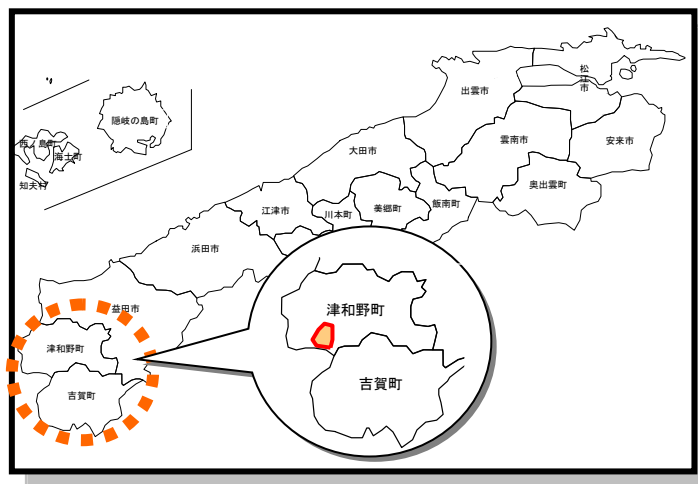 松江市
出雲市
隠岐の島町
雲南市
安来市
西ノ島町
海士町
大田市
知夫村
奥出雲町
飯南町
美郷町
江津市
川本町
浜田市
益田市
津和野町
津和野町
吉賀町
吉賀町